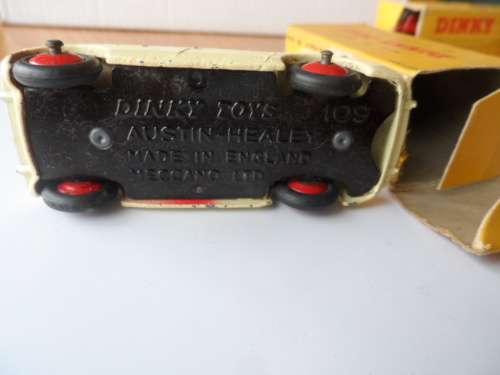 DINKY
DINKY TOYS 109
AUSTIN-HEALEY
MADE IN ENGLAND
MECCANO LTD